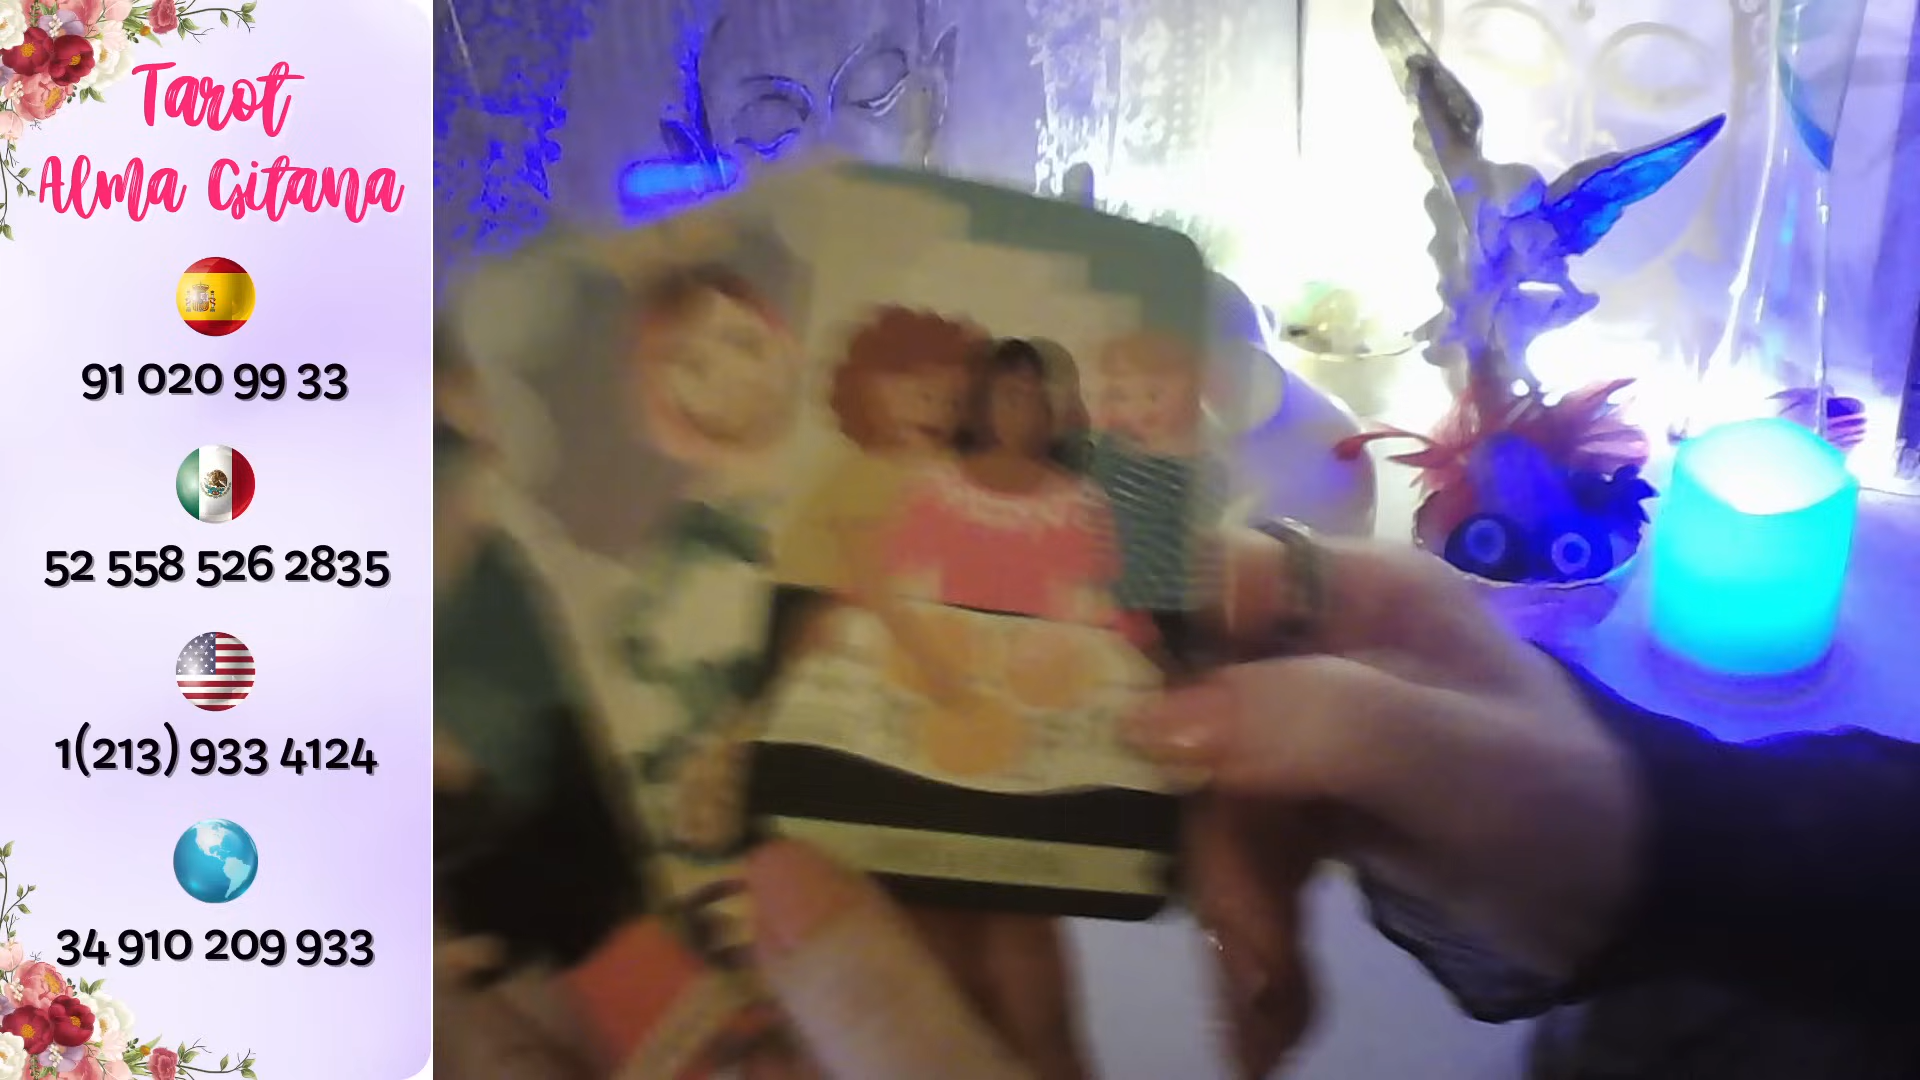 Tarot
Alma Gitana
91 020 99 33
52 558 526 2835
1(213) 933 4124
34 910 209 933